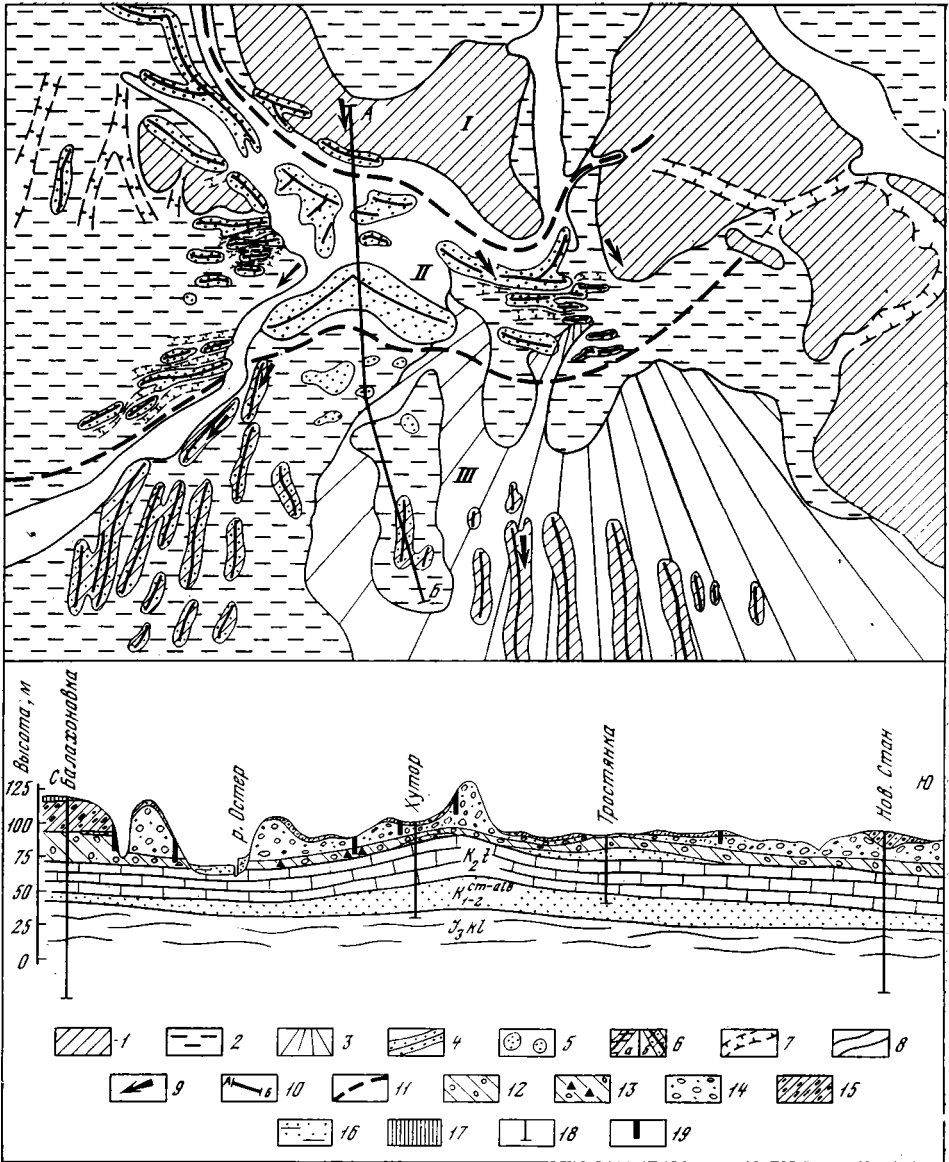 А
I
II
III
Б
Высота, м
С
Балахоновка
р. Остер
Хутор
Тростянка
Нов. Стан
Ю
125
100
75
50
25
0
K₂t
K₁₋₂cm-alb
J₃kl
1
2
3
4
5
а б 6
7
8
9
А Б 10
11
12
13
14
15
16
17
18
19